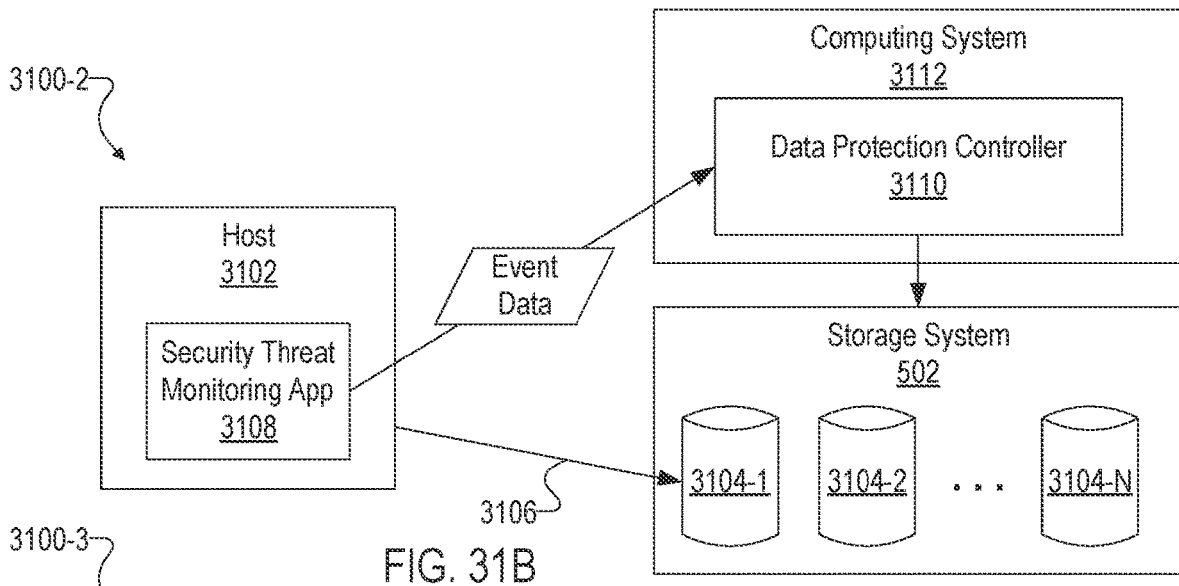 3100-2
Computing System
3112
Data Protection Controller
3110
Host
3102
Event
Data
Security Threat
Monitoring App
3108
Storage System
502
3104-1
3104-2
. . .
3104-N
3106
3100-3
FIG. 31B